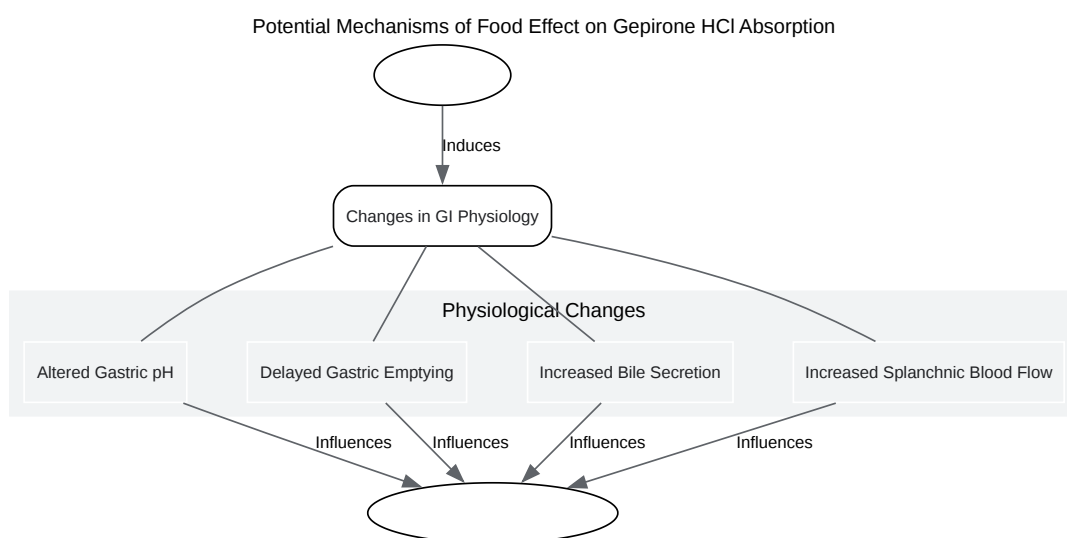 Potential Mechanisms of Food Effect on Gepirone HCl Absorption
Induces
Changes in GI Physiology
Physiological Changes
Altered Gastric pH
Delayed Gastric Emptying
Increased Bile Secretion
Increased Splanchnic Blood Flow
Influences
Influences
Influences
Influences